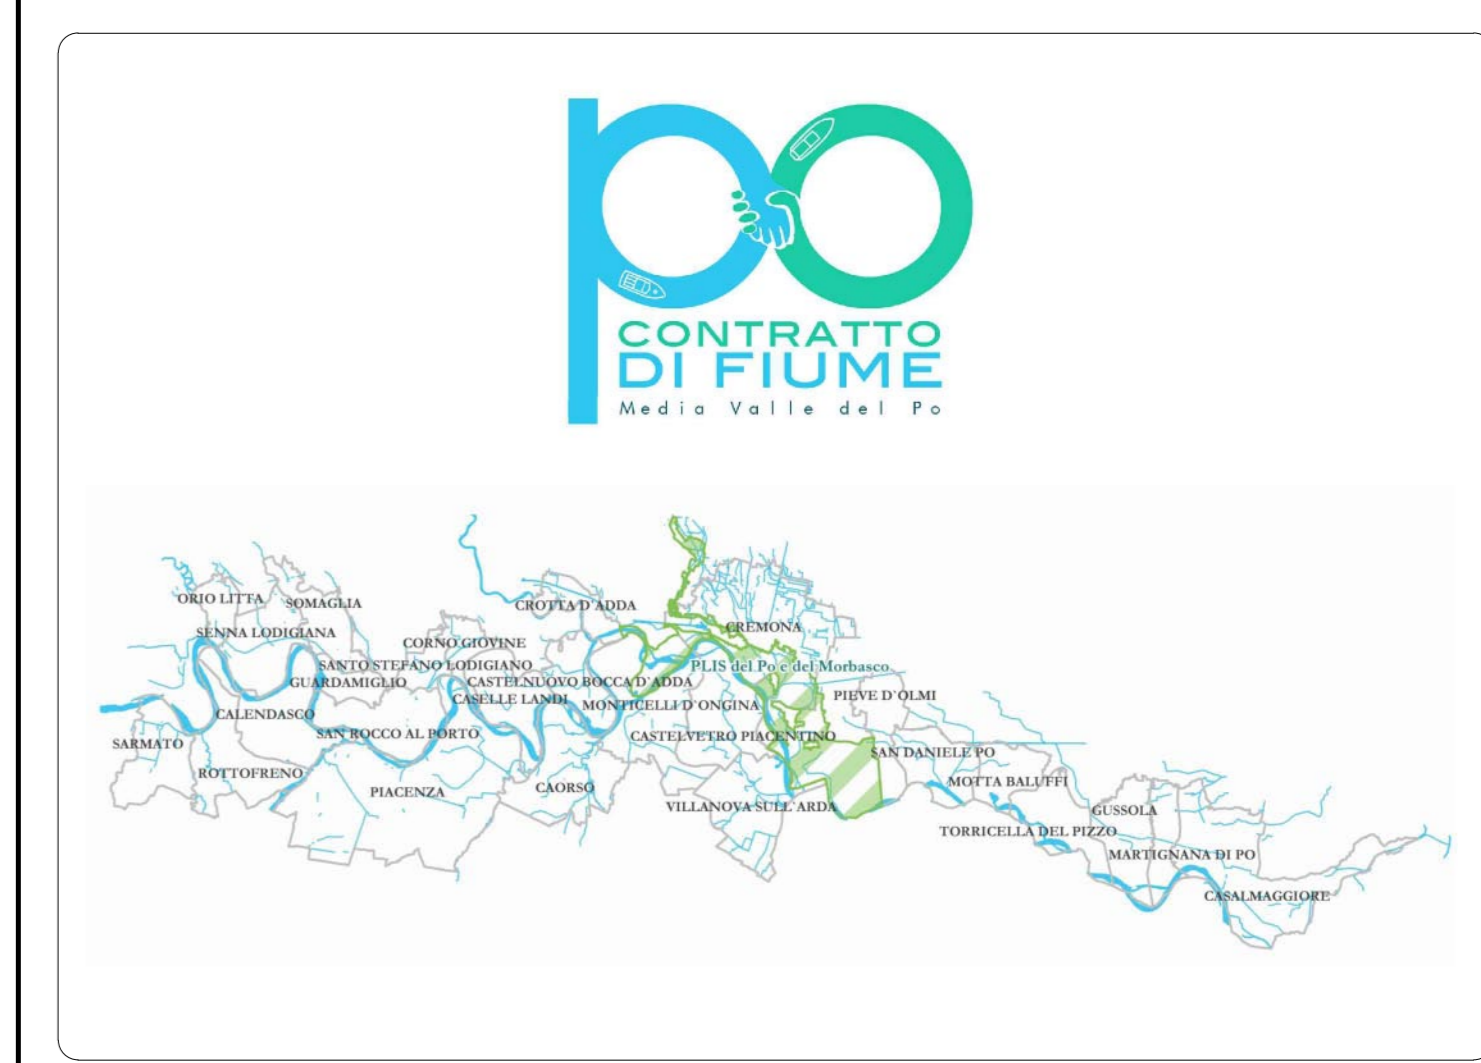 po
CONTRATTO
DI FIUME
Media Valle del Po
ORIO LITTA
SOMAGLIA
CROTTA D`ADDA
CREMONA
SENNA LODIGIANA
CORNO GIOVINE
SANTO STEFANO LODIGIANO
PLIS del Po e del Morbasco
GUARDAMIGLIO
CASTELNUOVO BOCCA D`ADDA
CASELLE LANDI
MONTICELLI D`ONGINA
PIEVE D`OLMI
CALENDASCO
SAN ROCCO AL PORTO
CASTELVETRO PIACENTINO
SARMATO
SAN DANIELE PO
ROTTOFRENO
PIACENZA
CAORSO
MOTTA BALUFFI
VILLANOVA SULL`ARDA
GUSSOLA
TORRICELLA DEL PIZZO
MARTIGNANA DI PO
CASALMAGGIORE